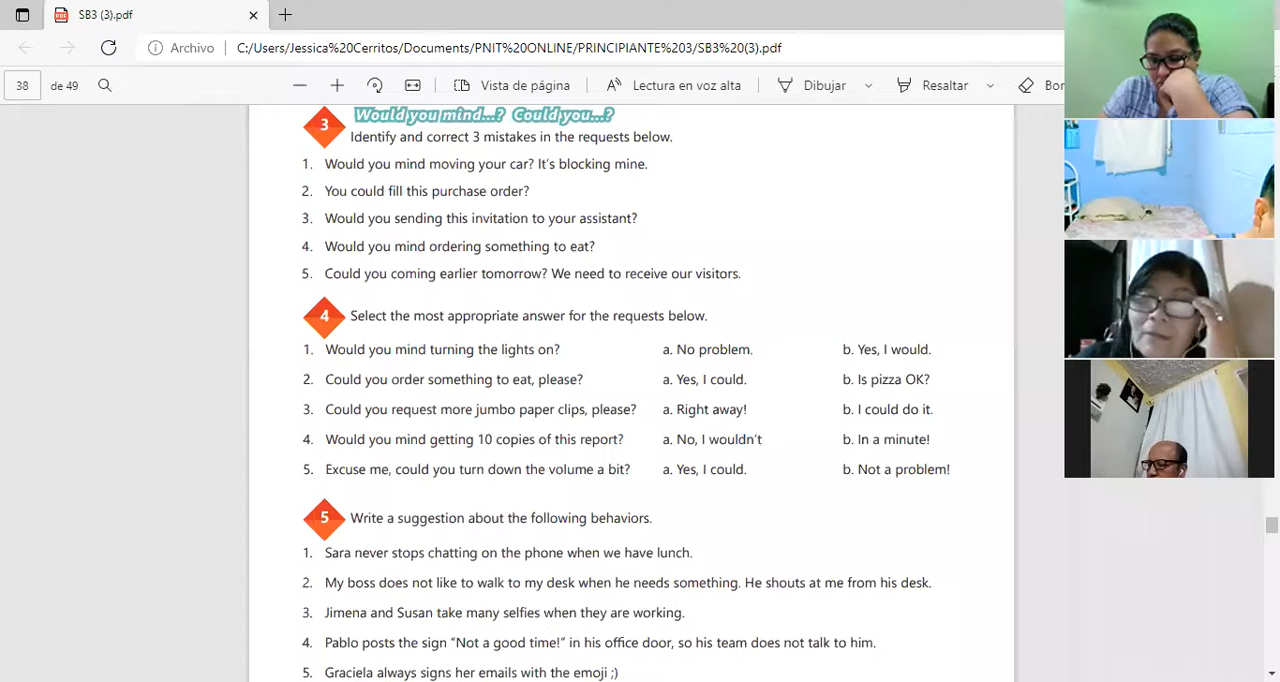 SB3 (3).pdf
Archivo
C:/Users/Jessica%20Cerritos/Documents/PNIT%20ONLINE/PRINCIPIANTE%203/SB3%20(3).pdf
38 de 49
Vista de página
Lectura en voz alta
Dibujar
Resaltar
Bor
Would you mind...? Could you...?
3 Identify and correct 3 mistakes in the requests below.
1. Would you mind moving your car? It's blocking mine.
2. You could fill this purchase order?
3. Would you sending this invitation to your assistant?
4. Would you mind ordering something to eat?
5. Could you coming earlier tomorrow? We need to receive our visitors.
4 Select the most appropriate answer for the requests below.
1. Would you mind turning the lights on? a. No problem. b. Yes, I would.
2. Could you order something to eat, please? a. Yes, I could. b. Is pizza OK?
3. Could you request more jumbo paper clips, please? a. Right away! b. I could do it.
4. Would you mind getting 10 copies of this report? a. No, I wouldn't b. In a minute!
5. Excuse me, could you turn down the volume a bit? a. Yes, I could. b. Not a problem!
5 Write a suggestion about the following behaviors.
1. Sara never stops chatting on the phone when we have lunch.
2. My boss does not like to walk to my desk when he needs something. He shouts at me from his desk.
3. Jimena and Susan take many selfies when they are working.
4. Pablo posts the sign “Not a good time!” in his office door, so his team does not talk to him.
5. Graciela always signs her emails with the emoji ;)